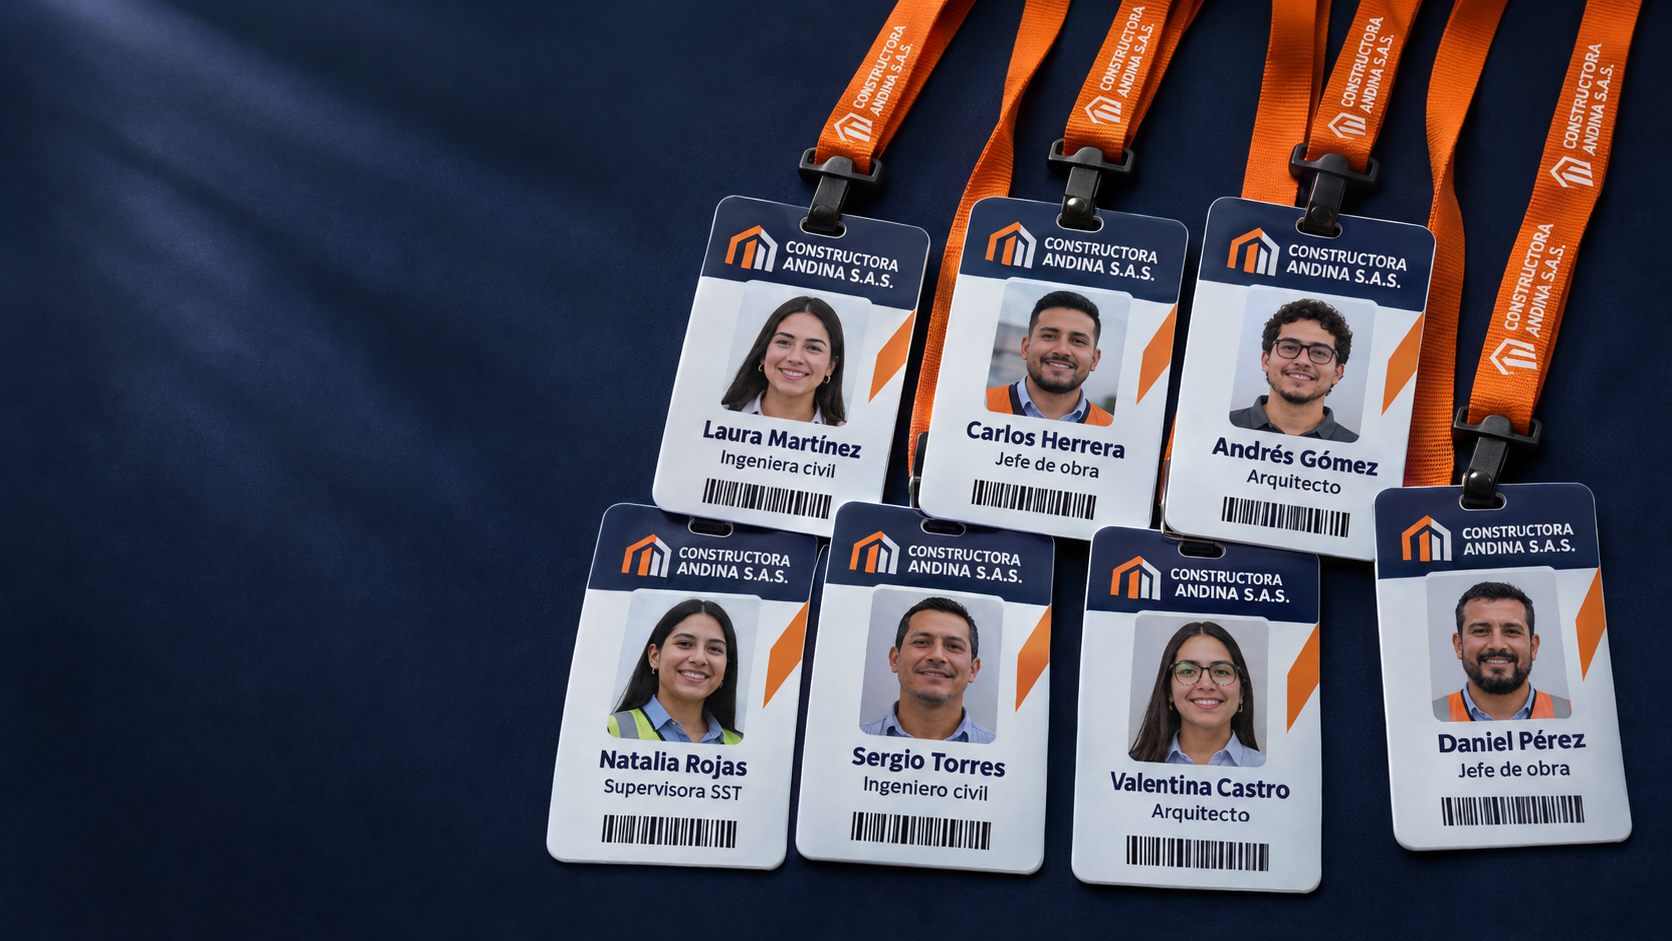 CONSTRUCTORA
ANDINA S.A.S.
CONSTRUCTORA
ANDINA S.A.S.
CONSTRUCTORA
ANDINA S.A.S.
CONSTRUCTORA
ANDINA S.A.S.
CONSTRUCTORA
ANDINA S.A.S.
CONSTRUCTORA
ANDINA S.A.S.
Laura Martínez
Ingeniera civil
CONSTRUCTORA
ANDINA S.A.S.
Carlos Herrera
Jefe de obra
CONSTRUCTORA
ANDINA S.A.S.
Andrés Gómez
Arquitecto
CONSTRUCTORA
ANDINA S.A.S.
Natalia Rojas
Supervisora SST
CONSTRUCTORA
ANDINA S.A.S.
Sergio Torres
Ingeniero civil
CONSTRUCTORA
ANDINA S.A.S.
Valentina Castro
Arquitecto
CONSTRUCTORA
ANDINA S.A.S.
Daniel Pérez
Jefe de obra